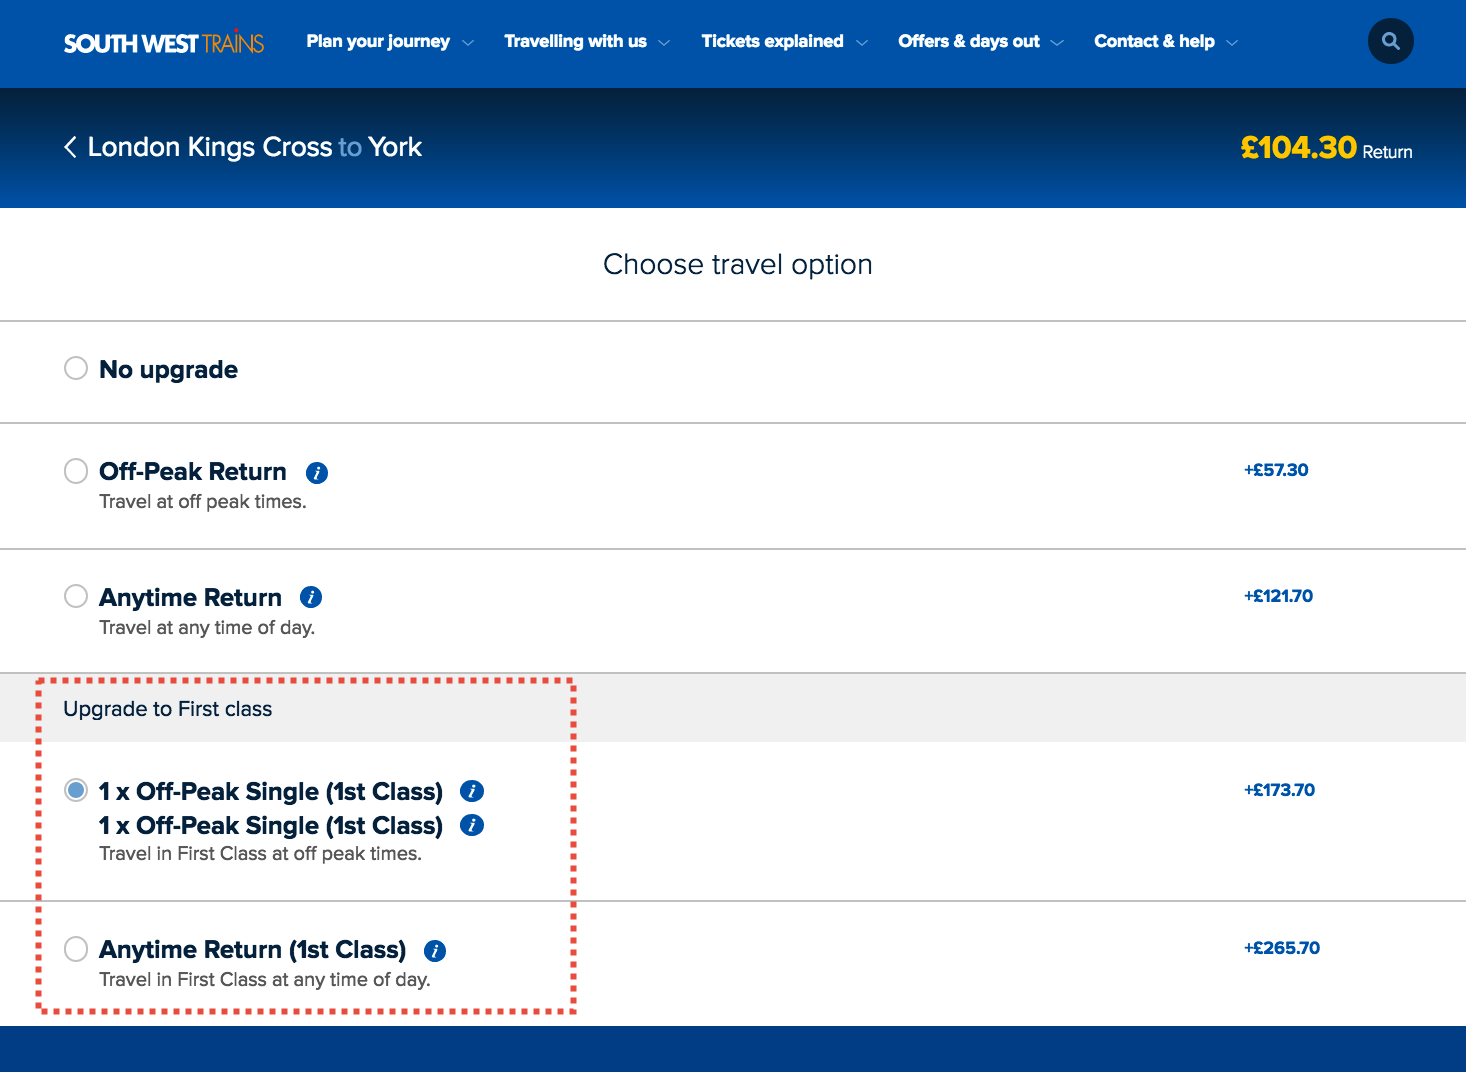 SOUTH WEST TRAINS
Plan your journey
Travelling with us
Tickets explained
Offers & days out
Contact & help
London Kings Cross to York
£104.30 Return
Choose travel option
No upgrade
Off-Peak Return i
+£57.30
Travel at off peak times.
Anytime Return i
+£121.70
Travel at any time of day.
Upgrade to First class
1 x Off-Peak Single (1st Class) i
+£173.70
1 x Off-Peak Single (1st Class) i
Travel in First Class at off peak times.
Anytime Return (1st Class) i
+£265.70
Travel in First Class at any time of day.